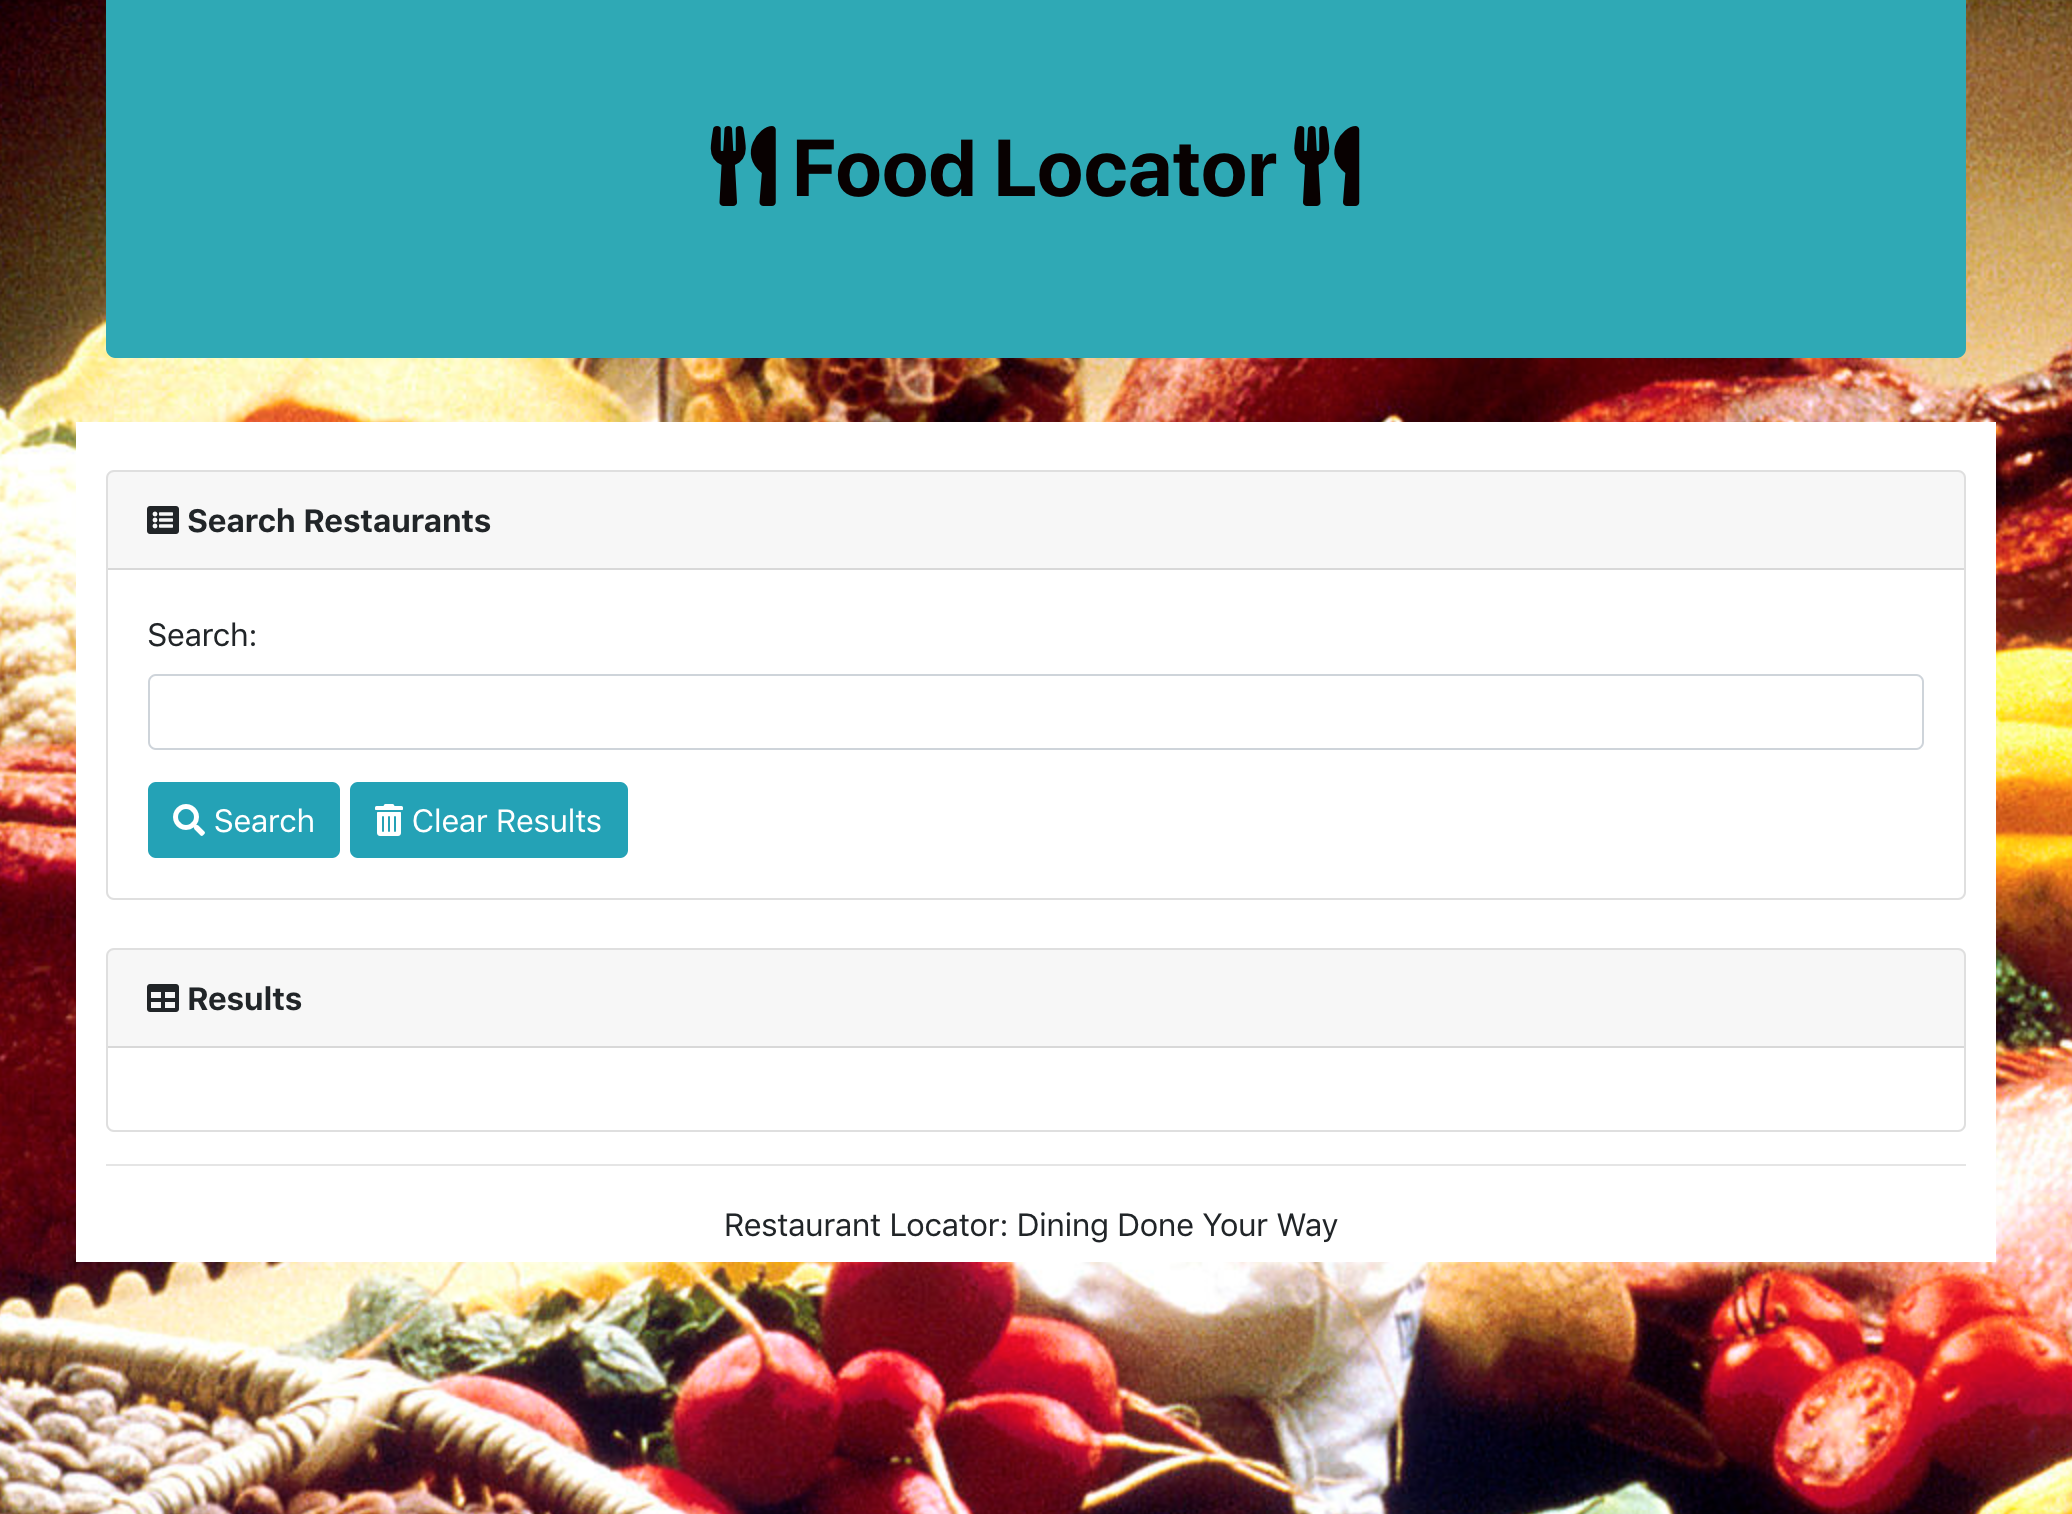 Food Locator
Search Restaurants
Search:
Search
Clear Results
Results
Restaurant Locator: Dining Done Your Way